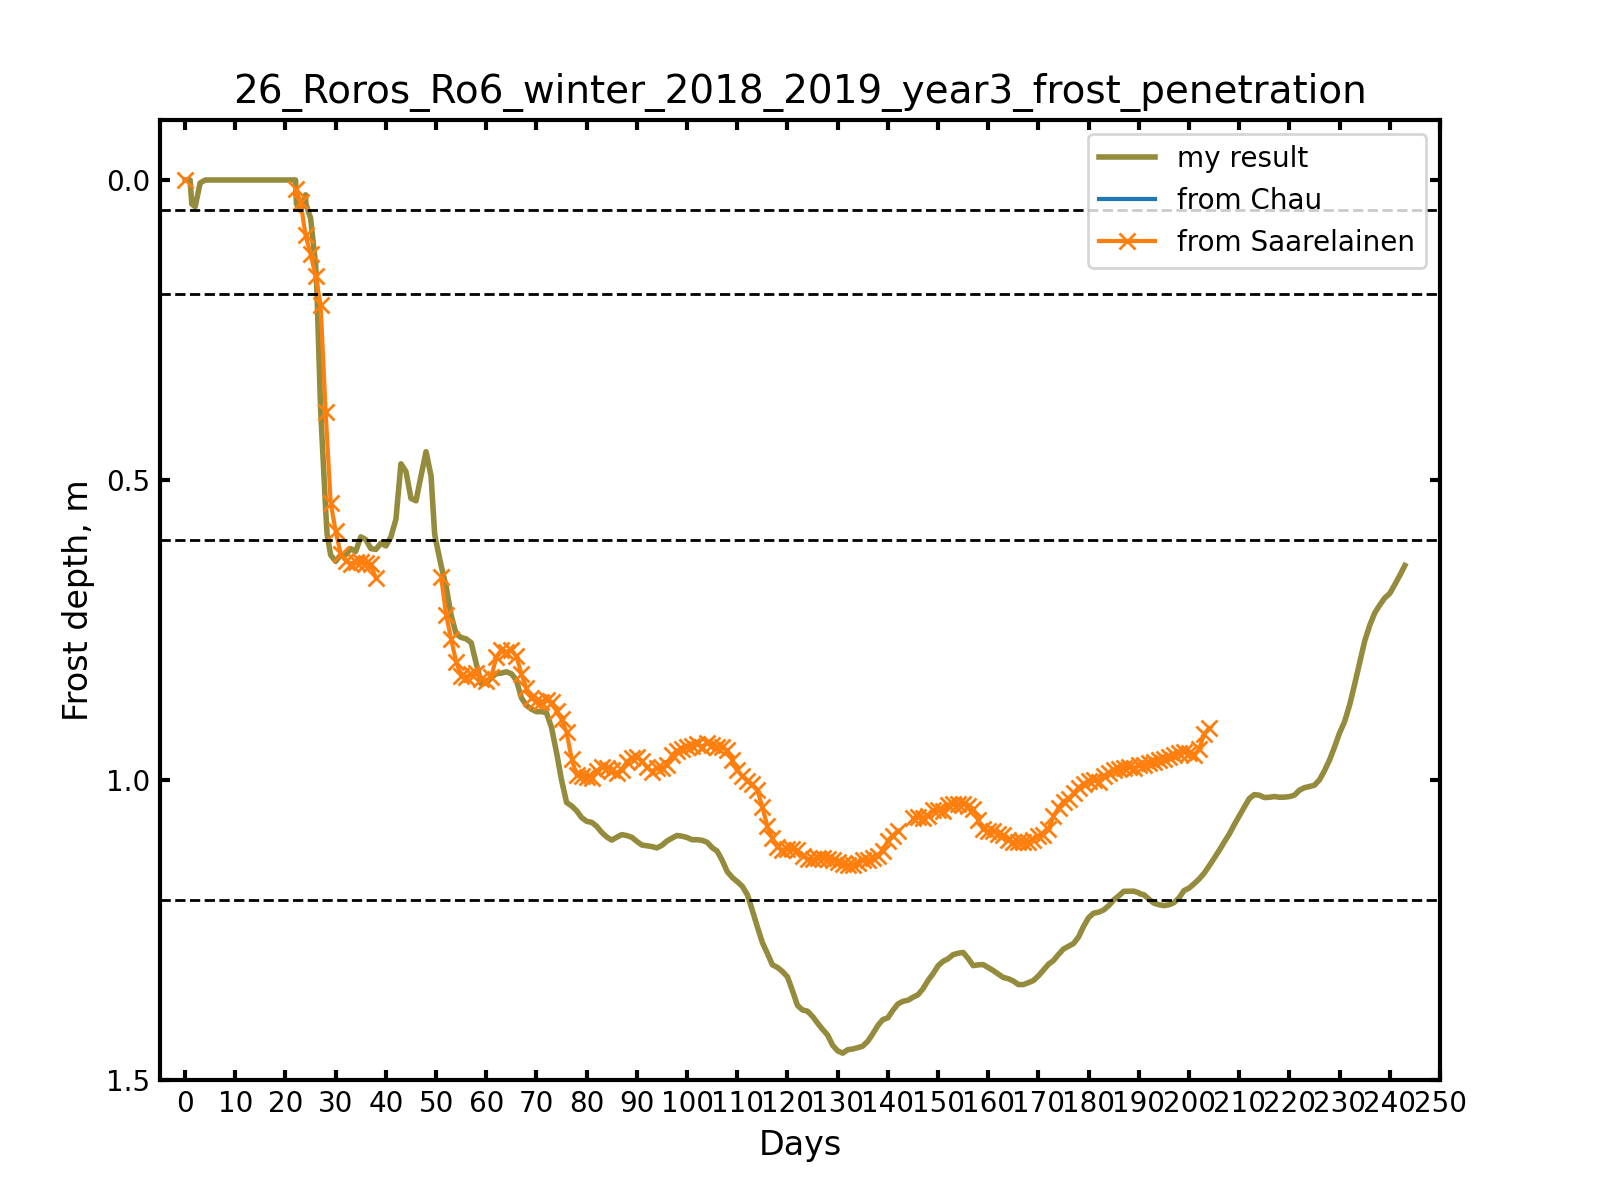 26_Roros_Ro6_winter_2018_2019_year3_frost_penetration
my result
from Chau
from Saarelainen
0.0
0.5
1.0
1.5
Frost depth, m
0 10 20 30 40 50 60 70 80 90 100 110 120 130 140 150 160 170 180 190 200 210 220 230 240 250
Days